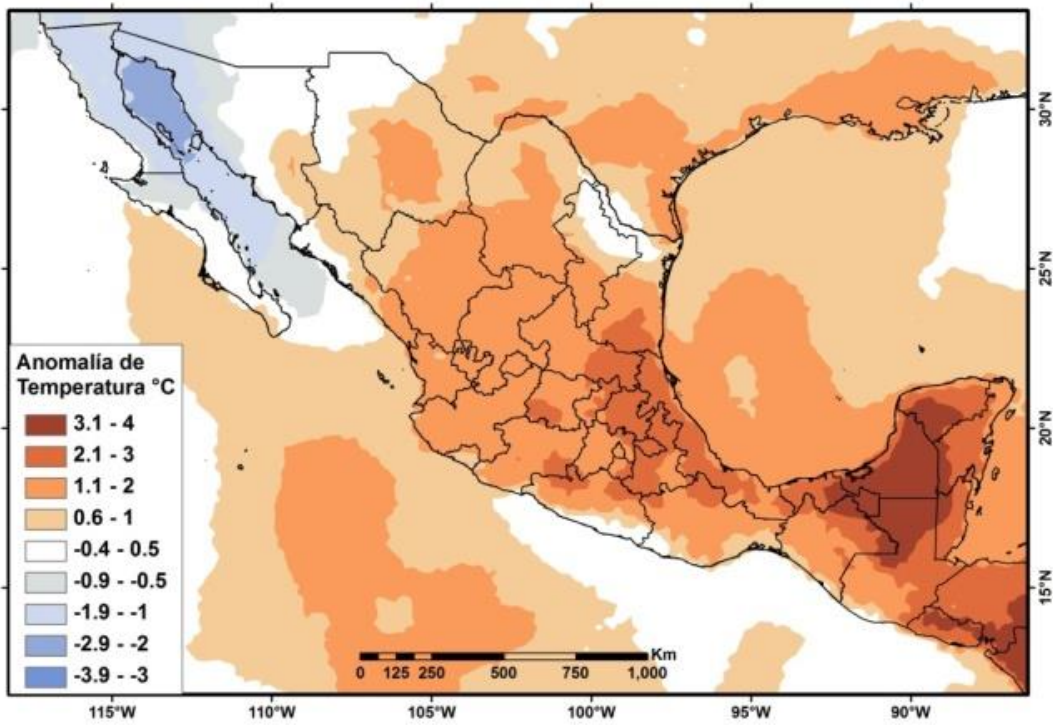 Anomalía de
Temperatura °C
3.1 - 4
2.1 - 3
1.1 - 2
0.6 - 1
-0.4 - 0.5
-0.9 - -0.5
-1.9 - -1
-2.9 - -2
-3.9 - -3
30°N
25°N
20°N
15°N
Km
0 125 250 500 750 1,000
115°W 110°W 105°W 100°W 95°W 90°W